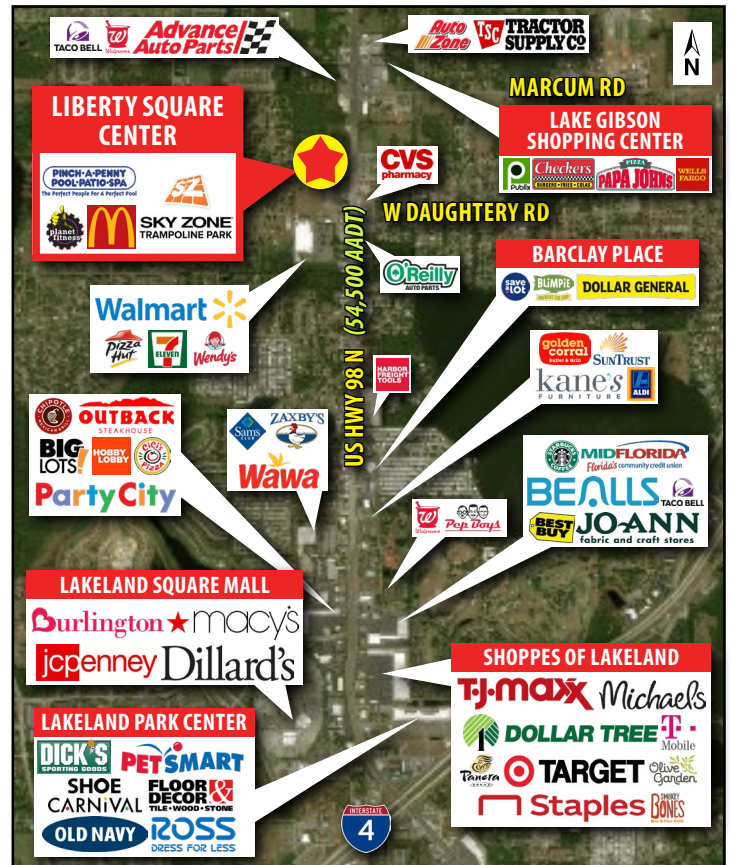 TACO BELL
Walgreens
Advance
Auto Parts
Auto
Zone
TSC TRACTOR
SUPPLY CO
N
MARCUM RD
LIBERTY SQUARE
CENTER
PINCH·A·PENNY
POOL·PATIO·SPA
The Perfect People For A Perfect Pool
SZ
planet
fitness
SKY ZONE
TRAMPOLINE PARK
LAKE GIBSON
SHOPPING CENTER
Publix
Checkers
BURGERS • FRIES • COLAS
PIZZA
PAPA JOHNS
WELLS
FARGO
CVS
pharmacy
W DAUGHTERY RD
O'Reilly
AUTO PARTS
BARCLAY PLACE
save
a lot
BLiMPiE
DOLLAR GENERAL
Walmart
Pizza
Hut
7
ELEVEN
Wendy's
US HWY 98 N (54,500 AADT)
HARBOR
FREIGHT
TOOLS
golden
corral
Buffet & Grill
SUNTRUST
kane's
FURNITURE
ALDI
CHIPOTLE
MEXICAN GRILL
OUTBACK
STEAKHOUSE
BIG
LOTS!
HOBBY
LOBBY
CiCi's
PIZZA
Party City
Sam's
CLUB
ZAXBY'S
Wawa
STARBUCKS
COFFEE
MIDFLORIDA
Florida's community credit union
BEALLS
TACO BELL
BEST
BUY
JO-ANN
fabric and craft stores
Walgreens
Pep Boys
LAKELAND SQUARE MALL
Burlington
macy's
jcpenney
Dillard's
SHOPPES OF LAKELAND
T·J·maxx
Michaels
1
DOLLAR TREE
T · ·
Mobile
Panera
BREAD
TARGET
Olive
Garden
Staples
SMOKEY
BONES
Bar & Fire Grill
LAKELAND PARK CENTER
DICK'S
SPORTING GOODS
PETSMART
SHOE
CARNIVAL
FLOOR
& DECOR
TILE • WOOD • STONE
OLD NAVY
ROSS
DRESS FOR LESS
INTERSTATE
4